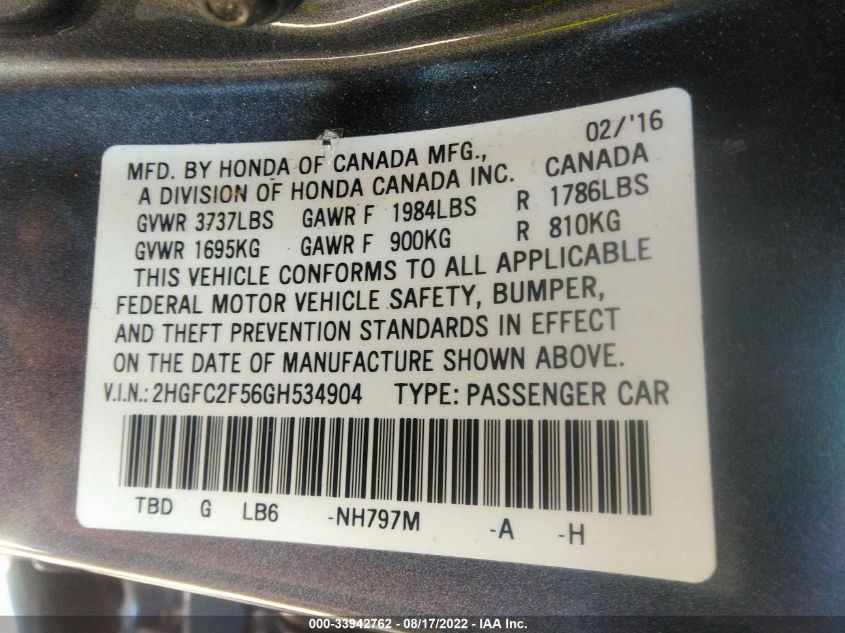 02/'16
MFD. BY HONDA OF CANADA MFG.,
A DIVISION OF HONDA CANADA INC. CANADA
GVWR 3737LBS GAWR F 1984LBS R 1786LBS
GVWR 1695KG GAWR F 900KG R 810KG
THIS VEHICLE CONFORMS TO ALL APPLICABLE
FEDERAL MOTOR VEHICLE SAFETY, BUMPER,
AND THEFT PREVENTION STANDARDS IN EFFECT
ON THE DATE OF MANUFACTURE SHOWN ABOVE.
V.I.N.: 2HGFC2F56GH534904 TYPE: PASSENGER CAR
TBD G LB6 -NH797M -A -H
000-33942762 - 08/17/2022 - IAA Inc.